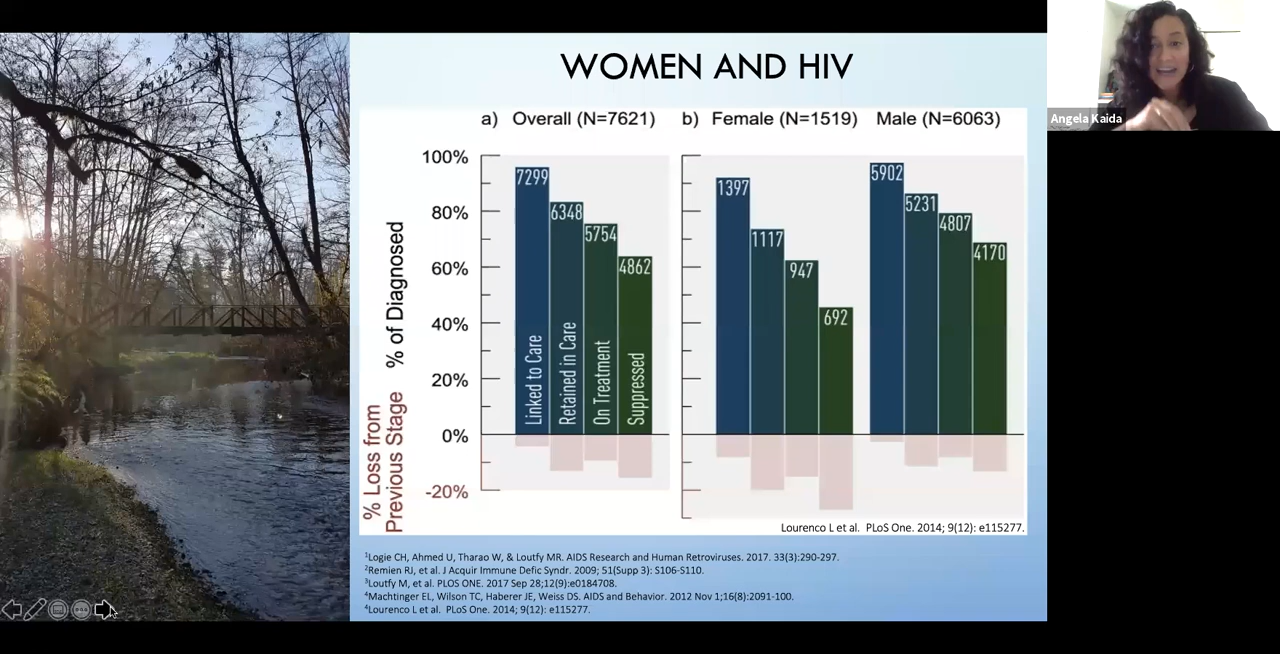 WOMEN AND HIV
a) Overall (N=7621)
b) Female (N=1519)
Male (N=6063)
100%
80%
60%
40%
20%
0%
-20%
% of Diagnosed
% Loss from
Previous Stage
7299
6348
5754
4862
Linked to Care
Retained in Care
On Treatment
Suppressed
1397
1117
947
692
5902
5231
4807
4170
Lourenco L et al. PLoS One. 2014; 9(12): e115277.
1Logie CH, Ahmed U, Tharao W, & Loutfy MR. AIDS Research and Human Retroviruses. 2017. 33(3):290-297.
2Remien RJ, et al. J Acquir Immune Defic Syndr. 2009; 51(Supp 3): S106-S110.
3Loutfy M, et al. PLOS ONE. 2017 Sep 28;12(9):e0184708.
4Machtinger EL, Wilson TC, Haberer JE, Weiss DS. AIDS and Behavior. 2012 Nov 1;16(8):2091-100.
4Lourenco L et al. PLoS One. 2014; 9(12): e115277.
Angela Kaida